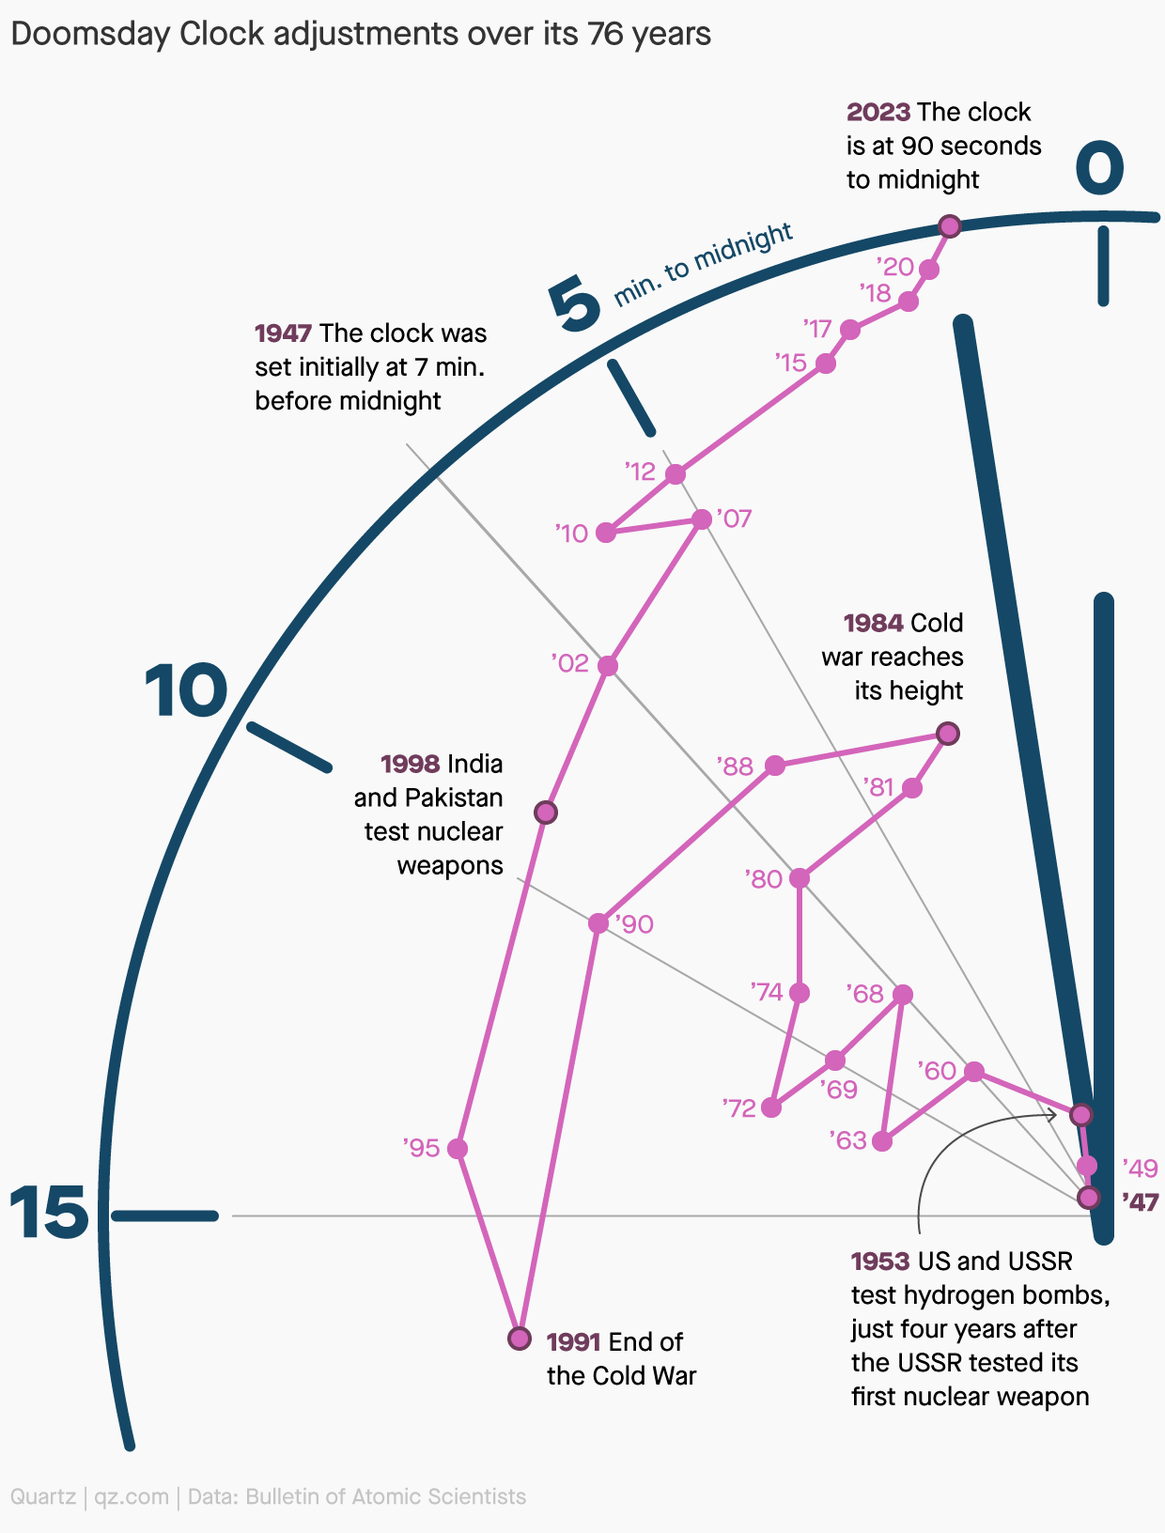 Doomsday Clock adjustments over its 76 years
2023 The clock
is at 90 seconds
to midnight
0
5 min. to midnight
’20
’18
’17
’15
1947 The clock was
set initially at 7 min.
before midnight
’12
’10
’07
’02
10
1984 Cold
war reaches
its height
1998 India
and Pakistan
test nuclear
weapons
’88
’81
’80
’90
’74
’68
’69
’60
’72
’63
’95
’49
’47
15
1953 US and USSR
test hydrogen bombs,
just four years after
the USSR tested its
first nuclear weapon
1991 End of
the Cold War
Quartz | qz.com | Data: Bulletin of Atomic Scientists